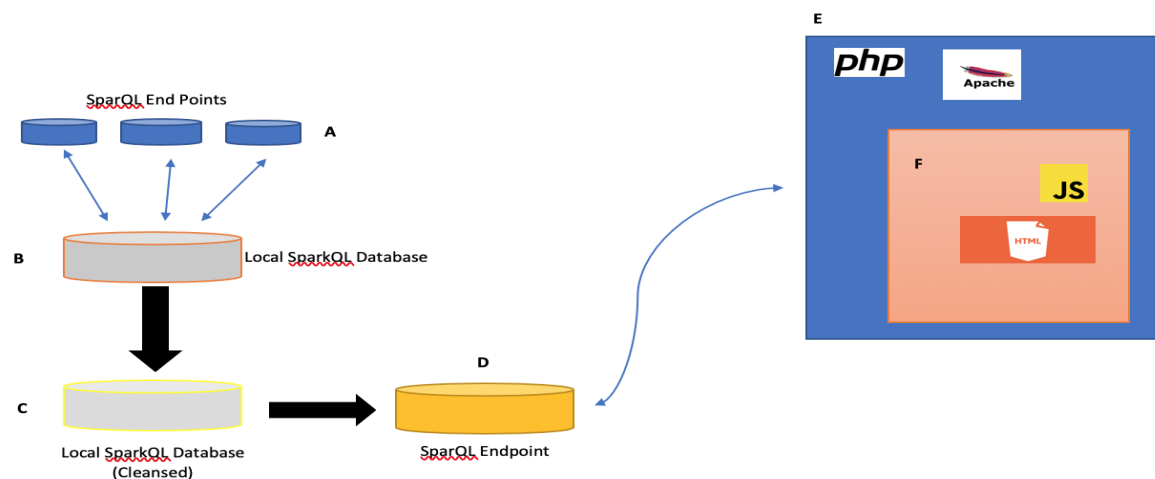 E
php
Apache
SparQL End Points
A
F
JS
HTML
B
Local SparkQL Database
D
C
Local SparkQL Database
(Cleansed)
SparQL Endpoint